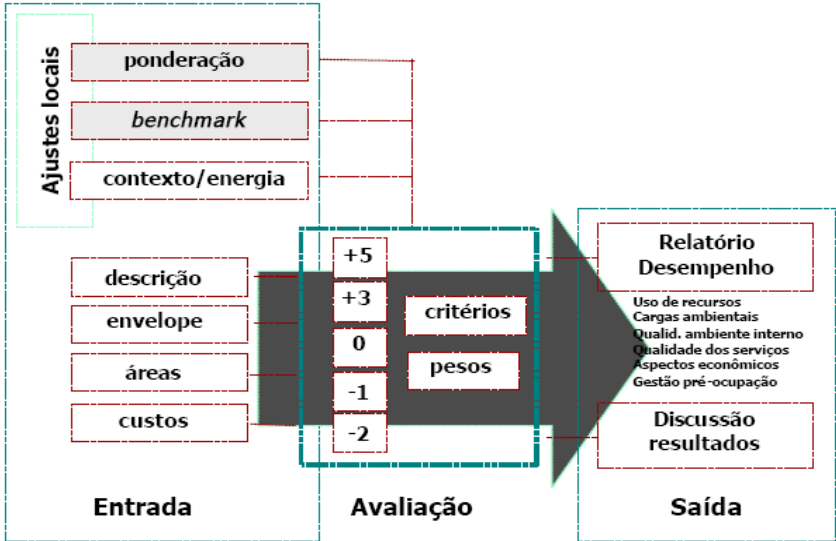 Ajustes locais
ponderação
benchmark
contexto/energia
descrição
envelope
áreas
custos
Entrada
+5
+3
0
-1
-2
critérios
pesos
Avaliação
Relatório
Desempenho
Uso de recursos
Cargas ambientais
Qualid. ambiente interno
Qualidade dos serviços
Aspectos econômicos
Gestão pré-ocupação
Discussão
resultados
Saída